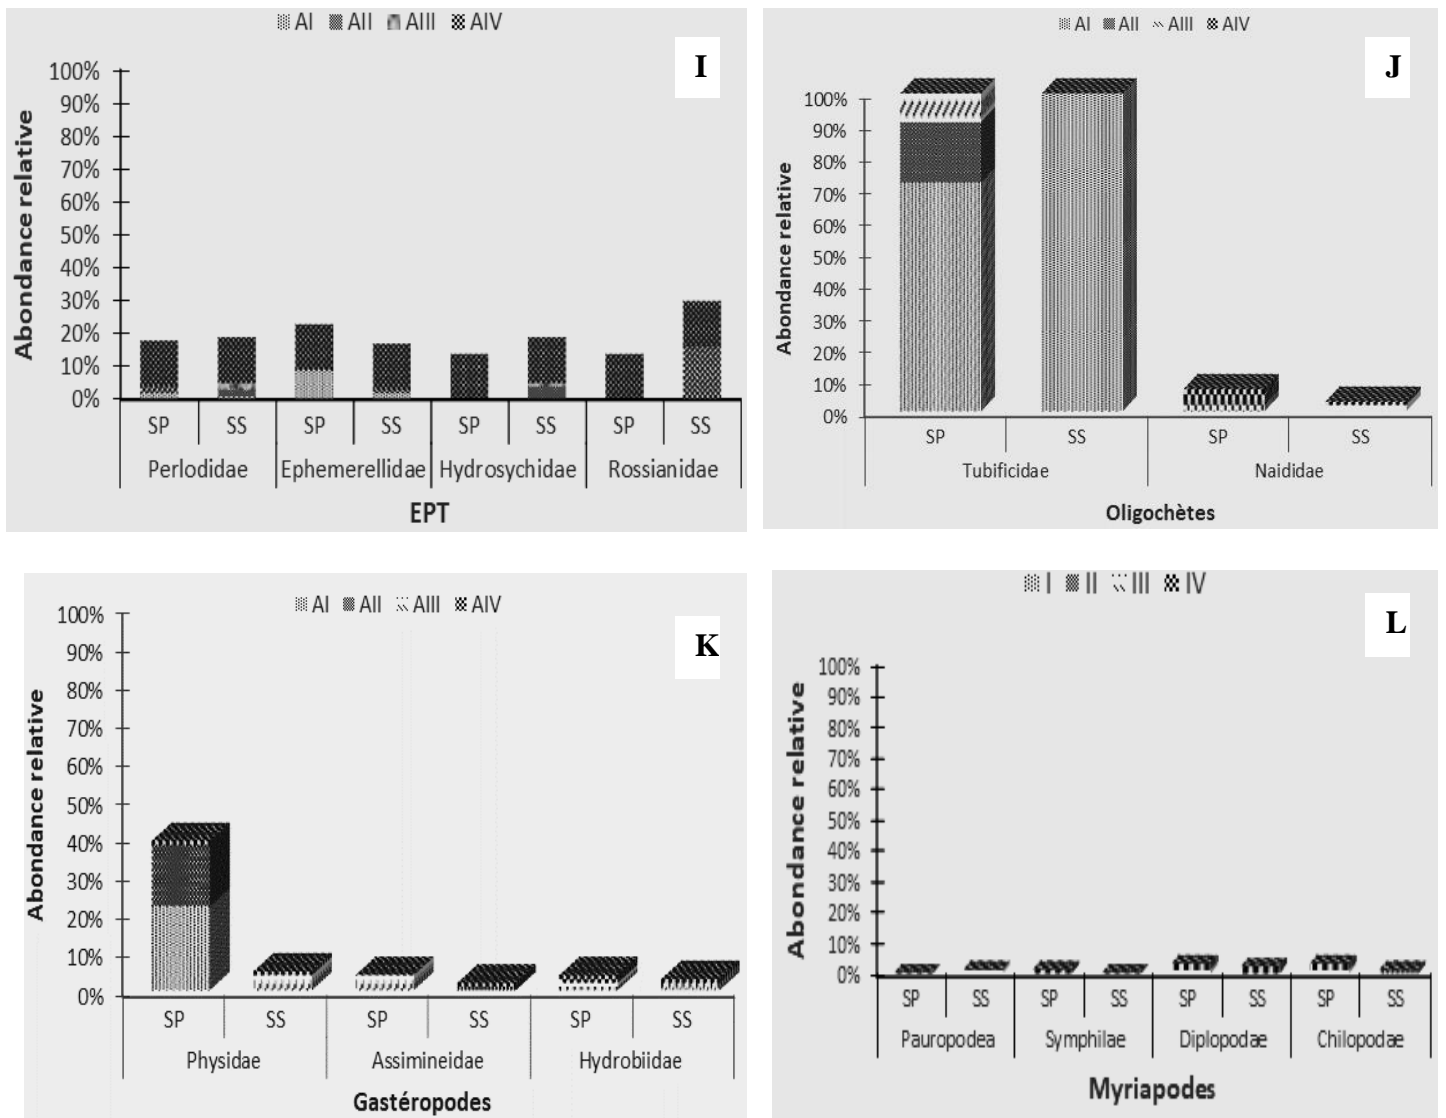 AI AII AIII AIV
I
100%
90%
80%
70%
60%
50%
40%
30%
20%
10%
0%
Abondance relative
SP SS SP SS SP SS SP SS
Perlodidae Ephemerellidae Hydrosychidae Rossianidae
EPT
AI AII AIII AIV
J
100%
90%
80%
70%
60%
50%
40%
30%
20%
10%
0%
Abondance relative
SP SS SP SS
Tubificidae Naididae
Oligochètes
AI AII AIII AIV
K
100%
90%
80%
70%
60%
50%
40%
30%
20%
10%
0%
Abondance relative
SP SS SP SS SP SS
Physidae Assimineidae Hydrobiidae
Gastéropodes
I II III IV
L
100%
90%
80%
70%
60%
50%
40%
30%
20%
10%
0%
Abondance relative
SP SS SP SS SP SS SP SS
Pauropodea Symphilae Diplopodæ Chilopodæ
Myriapodes